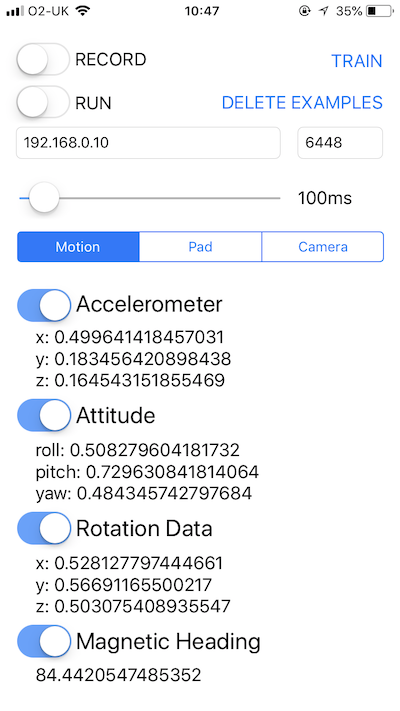 O2-UK 10:47 35%
RECORD TRAIN
RUN DELETE EXAMPLES
192.168.0.10 6448
100ms
Motion Pad Camera
Accelerometer
x: 0.499641418457031
y: 0.183456420898438
z: 0.164543151855469
Attitude
roll: 0.508279604181732
pitch: 0.729630841814064
yaw: 0.484345742797684
Rotation Data
x: 0.528127797444661
y: 0.56691165500217
z: 0.503075408935547
Magnetic Heading
84.4420547485352